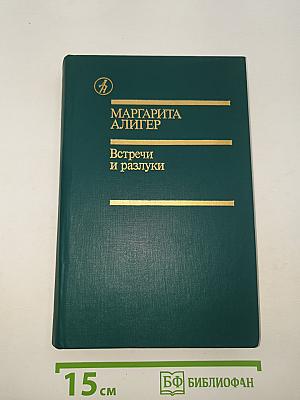 МАРГАРИТА
АЛИГЕР
Встречи
и разлуки
15 см
БФ БИБЛИОФАН